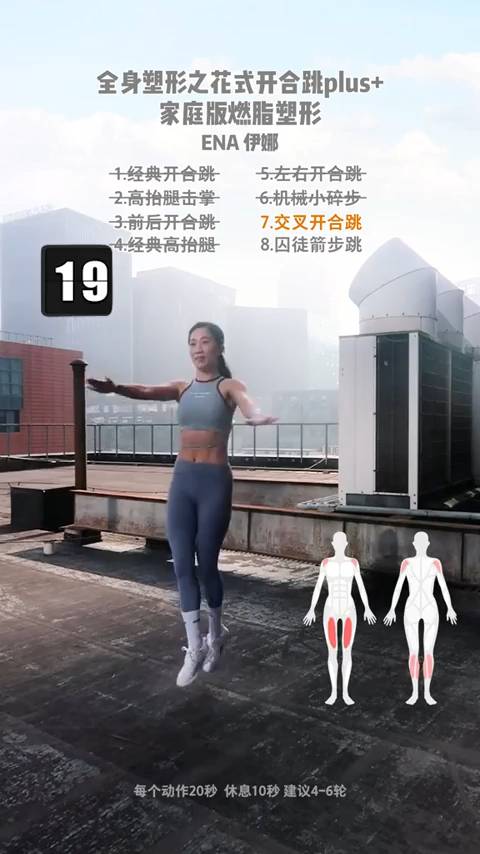 全身塑形之花式开合跳plus+
家庭版燃脂塑形
ENA 伊娜
1.经典开合跳
5.左右开合跳
2.高抬腿击掌
6.机械小碎步
3.前后开合跳
7.交叉开合跳
4.经典高抬腿
8.囚徒箭步跳
19
每个动作20秒 休息10秒 建议4-6轮